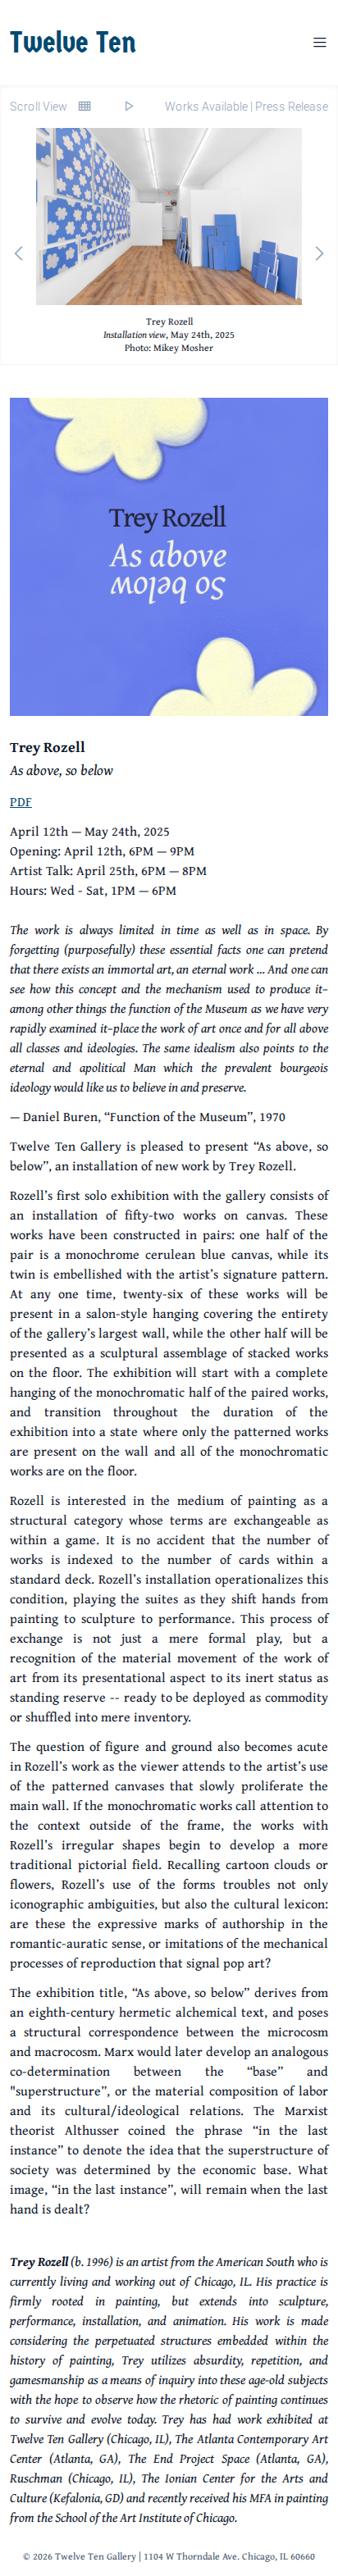 Twelve Ten
Scroll View
Works Available | Press Release
Trey Rozell
Installation view, May 24th, 2025
Photo: Mikey Mosher
Trey Rozell
As above
So below
Trey Rozell
As above, so below
PDF
April 12th — May 24th, 2025
Opening: April 12th, 6PM — 9PM
Artist Talk: April 25th, 6PM — 8PM
Hours: Wed - Sat, 1PM — 6PM
The work is always limited in time as well as in space. By
forgetting (purposefully) these essential facts one can pretend
that there exists an immortal art, an eternal work ... And one can
see how this concept and the mechanism used to produce it–
among other things the function of the Museum as we have very
rapidly examined it–place the work of art once and for all above
all classes and ideologies. The same idealism also points to the
eternal and apolitical Man which the prevalent bourgeois
ideology would like us to believe in and preserve.
— Daniel Buren, “Function of the Museum”, 1970
Twelve Ten Gallery is pleased to present “As above, so
below”, an installation of new work by Trey Rozell.
Rozell’s first solo exhibition with the gallery consists of
an installation of fifty-two works on canvas. These
works have been constructed in pairs: one half of the
pair is a monochrome cerulean blue canvas, while its
twin is embellished with the artist’s signature pattern.
At any one time, twenty-six of these works will be
present in a salon-style hanging covering the entirety
of the gallery’s largest wall, while the other half will be
presented as a sculptural assemblage of stacked works
on the floor. The exhibition will start with a complete
hanging of the monochromatic half of the paired works,
and transition throughout the duration of the
exhibition into a state where only the patterned works
are present on the wall and all of the monochromatic
works are on the floor.
Rozell is interested in the medium of painting as a
structural category whose terms are exchangeable as
within a game. It is no accident that the number of
works is indexed to the number of cards within a
standard deck. Rozell’s installation operationalizes this
condition, playing the suites as they shift hands from
painting to sculpture to performance. This process of
exchange is not just a mere formal play, but a
recognition of the material movement of the work of
art from its presentational aspect to its inert status as
standing reserve -- ready to be deployed as commodity
or shuffled into mere inventory.
The question of figure and ground also becomes acute
in Rozell’s work as the viewer attends to the artist’s use
of the patterned canvases that slowly proliferate the
main wall. If the monochromatic works call attention to
the context outside of the frame, the works with
Rozell’s irregular shapes begin to develop a more
traditional pictorial field. Recalling cartoon clouds or
flowers, Rozell’s use of the forms troubles not only
iconographic ambiguities, but also the cultural lexicon:
are these the expressive marks of authorship in the
romantic-auratic sense, or imitations of the mechanical
processes of reproduction that signal pop art?
The exhibition title, “As above, so below” derives from
an eighth-century hermetic alchemical text, and poses
a structural correspondence between the microcosm
and macrocosm. Marx would later develop an analogous
co-determination between the “base” and
"superstructure”, or the material composition of labor
and its cultural/ideological relations. The Marxist
theorist Althusser coined the phrase “in the last
instance” to denote the idea that the superstructure of
society was determined by the economic base. What
image, “in the last instance”, will remain when the last
hand is dealt?
Trey Rozell (b. 1996) is an artist from the American South who is
currently living and working out of Chicago, IL. His practice is
firmly rooted in painting, but extends into sculpture,
performance, installation, and animation. His work is made
considering the perpetuated structures embedded within the
history of painting, Trey utilizes absurdity, repetition, and
gamesmanship as a means of inquiry into these age-old subjects
with the hope to observe how the rhetoric of painting continues
to survive and evolve today. Trey has had work exhibited at
Twelve Ten Gallery (Chicago, IL), The Atlanta Contemporary Art
Center (Atlanta, GA), The End Project Space (Atlanta, GA),
Ruschman (Chicago, IL), The Ionian Center for the Arts and
Culture (Kefalonia, GD) and recently received his MFA in painting
from the School of the Art Institute of Chicago.
© 2026 Twelve Ten Gallery | 1104 W Thorndale Ave. Chicago, IL 60660